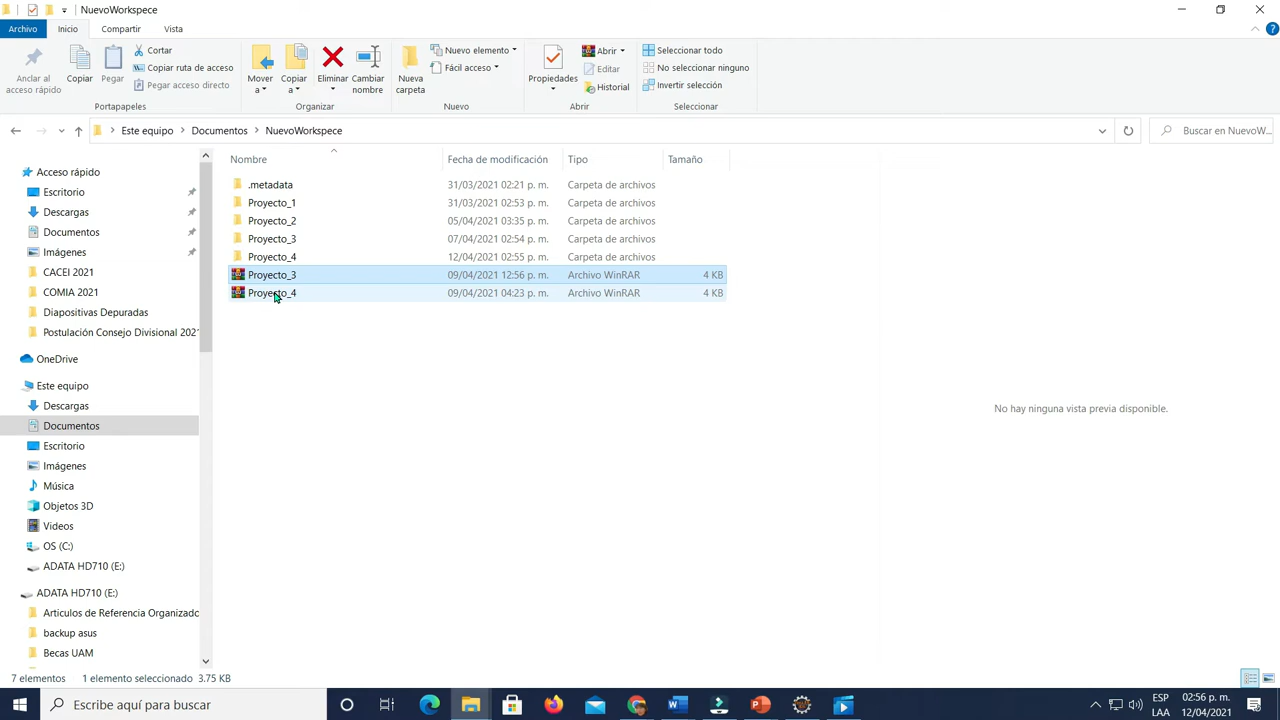 NuevoWorkspece
Archivo Inicio Compartir Vista
Anclar al acceso rápido
Copiar
Pegar
Cortar
Copiar ruta de acceso
Pegar acceso directo
Portapapeles
Mover a
Copiar a
Eliminar
Cambiar nombre
Organizar
Nueva carpeta
Nuevo elemento
Fácil acceso
Nuevo
Propiedades
Abrir
Editar
Historial
Abrir
Seleccionar todo
No seleccionar ninguno
Invertir selección
Seleccionar
Este equipo > Documentos > NuevoWorkspece
Buscar en NuevoW...
Acceso rápido
Escritorio
Descargas
Documentos
Imágenes
CACEI 2021
COMIA 2021
Diapositivas Depuradas
Postulación Consejo Divisional 2021
OneDrive
Este equipo
Descargas
Documentos
Escritorio
Imágenes
Música
Objetos 3D
Videos
OS (C:)
ADATA HD710 (E:)
ADATA HD710 (E:)
Articulos de Referencia Organizado
backup asus
Becas UAM
Nombre Fecha de modificación Tipo Tamaño
.metadata 31/03/2021 02:21 p. m. Carpeta de archivos
Proyecto_1 31/03/2021 02:53 p. m. Carpeta de archivos
Proyecto_2 05/04/2021 03:35 p. m. Carpeta de archivos
Proyecto_3 07/04/2021 02:54 p. m. Carpeta de archivos
Proyecto_4 12/04/2021 02:55 p. m. Carpeta de archivos
Proyecto_3 09/04/2021 12:56 p. m. Archivo WinRAR 4 KB
Proyecto_4 09/04/2021 04:23 p. m. Archivo WinRAR 4 KB
No hay ninguna vista previa disponible.
7 elementos 1 elemento seleccionado 3.75 KB
Escribe aquí para buscar
ESP
LAA
02:56 p. m.
12/04/2021